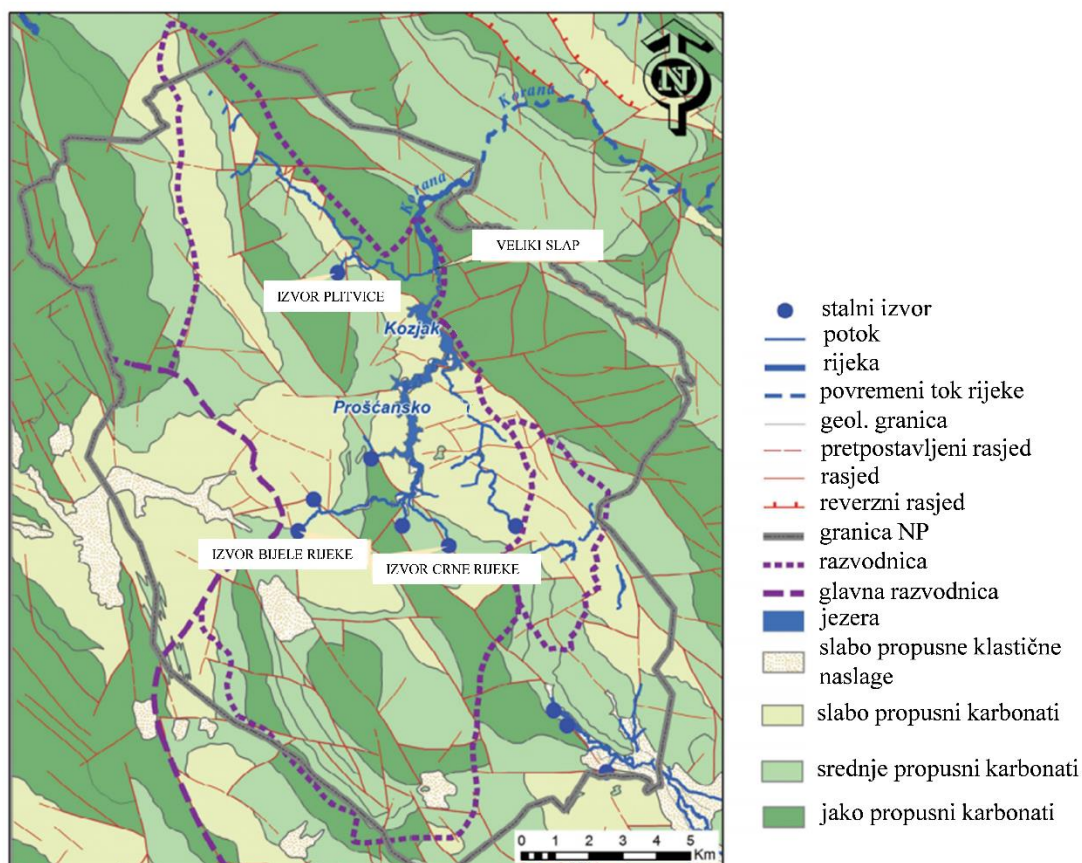 N
Korana
Korana
VELIKI SLAP
IZVOR PLITVICE
Kozjak
Prošćansko
IZVOR BIJELE RIJEKE
IZVOR CRNE RIJEKE
0 1 2 3 4 5
Km
stalni izvor
potok
rijeka
povremeni tok rijeke
geol. granica
pretpostavljeni rasjed
rasjed
reverzni rasjed
granica NP
razvodnica
glavna razvodnica
jezera
slabo propusne klastične
naslage
slabo propusni karbonati
srednje propusni karbonati
jako propusni karbonati